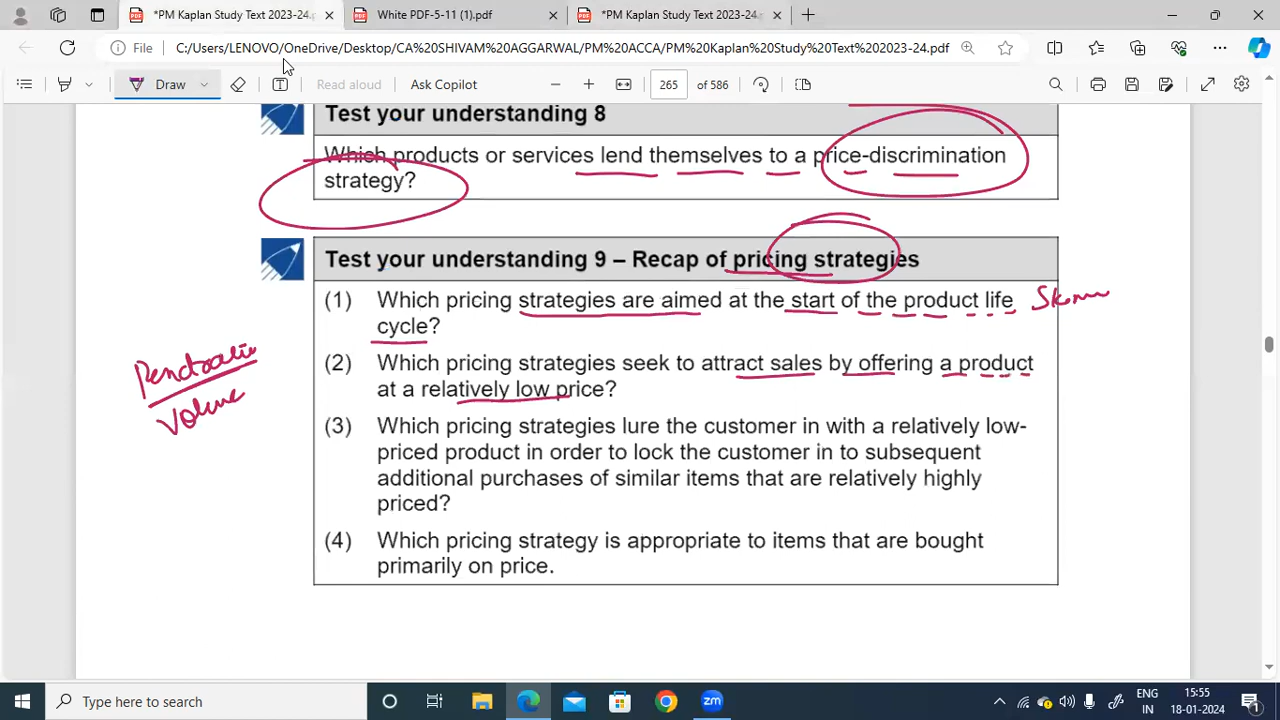 *PM Kaplan Study Text 2023-24.
White PDF-5-11 (1).pdf
*PM Kaplan Study Text 2023-24.
File
C:/Users/LENOVO/OneDrive/Desktop/CA%20SHIVAM%20AGGARWAL/PM%20ACCA/PM%20Kaplan%20Study%20Text%202023-24.pdf
Draw
Read aloud
Ask Copilot
265 of 586
Test your understanding 8
Which products or services lend themselves to a price-discrimination
strategy?
Test your understanding 9 – Recap of pricing strategies
(1) Which pricing strategies are aimed at the start of the product life
cycle?
(2) Which pricing strategies seek to attract sales by offering a product
at a relatively low price?
Volume
(3) Which pricing strategies lure the customer in with a relatively low-
priced product in order to lock the customer in to subsequent
additional purchases of similar items that are relatively highly
priced?
(4) Which pricing strategy is appropriate to items that are bought
primarily on price.
Type here to search
zm
ENG
IN
15:55
18-01-2024
1